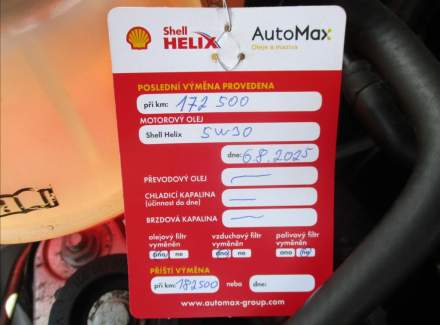 Shell
HELIX
AutoMax
Oleje a maziva
POSLEDNÍ VÝMĚNA PROVEDENA
při km: 172 500
MOTOROVÝ OLEJ
Shell Helix 5W30
dne: 6.8.2025
PŘEVODOVÝ OLEJ —
CHLADICÍ KAPALINA —
(účinnost do dne)
BRZDOVÁ KAPALINA —
olejový filtr vzduchový filtr palivový filtr
vyměněn vyměněn vyměněn
ano ne ano ne ano ne
PŘÍŠTÍ VÝMĚNA
při km: 182500 nebo dne:
www.automax-group.com